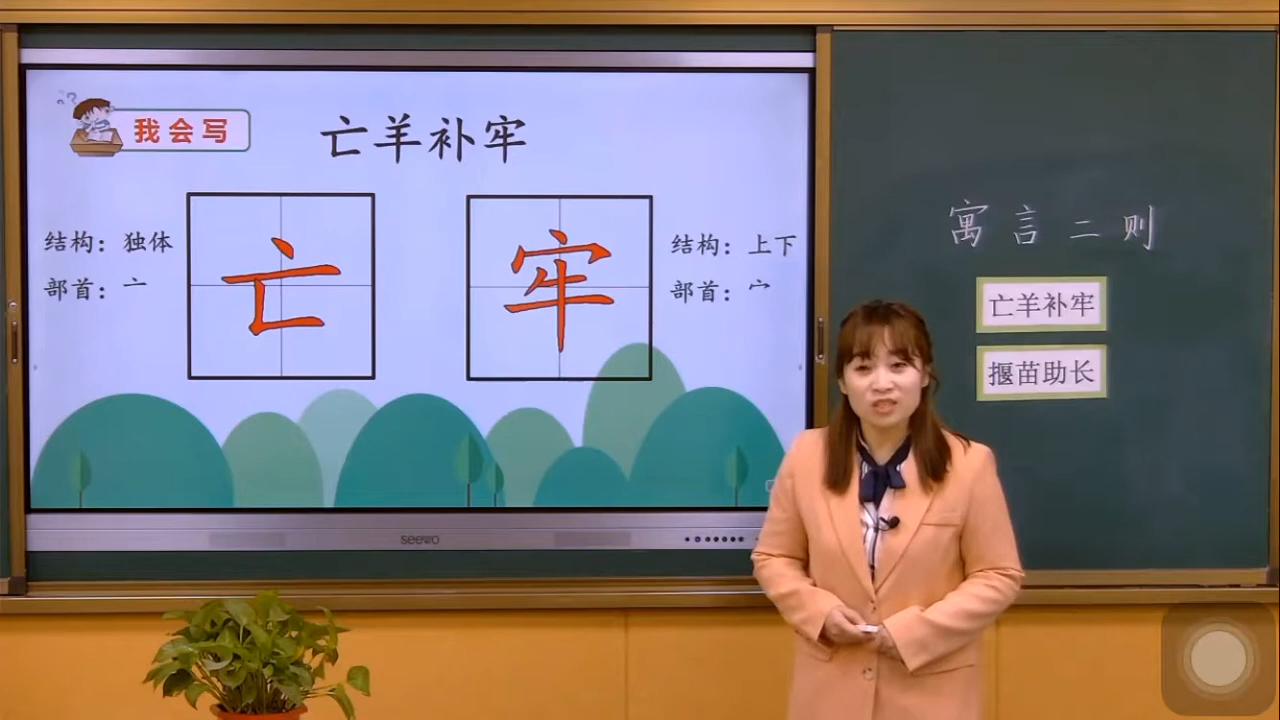 我会写
亡羊补牢
结构：独体
部首：亠
亡
牢
结构：上下
部首：宀
seewo
寓言二则
亡羊补牢
揠苗助长